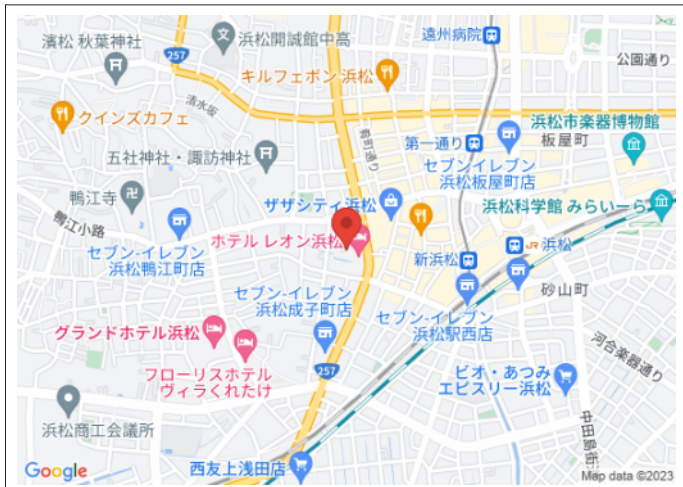 濱松 秋葉神社
浜松開誠館中高
遠州病院
公園通り
257
キルフェボン 浜松
清水坂
クインズカフェ
肴町通り
第一通り
浜松市楽器博物館
板屋町
五社神社・諏訪神社
セブン-イレブン
浜松板屋町店
鴨江寺
ザザシティ浜松
浜松科学館 みらいーら
鴨江小路
ホテル レオン浜松
JR 浜松
セブン-イレブン
浜松鴨江町店
新浜松
砂山町
セブン-イレブン
浜松成子町店
セブン-イレブン
浜松駅西店
グランドホテル浜松
河合楽器通り
フローリスホテル
ヴィラくれたけ
257
ビオ・あつみ
エピスリー浜松
浜松商工会議所
中田島街
西友上浅田店
Google
Map data ©2023